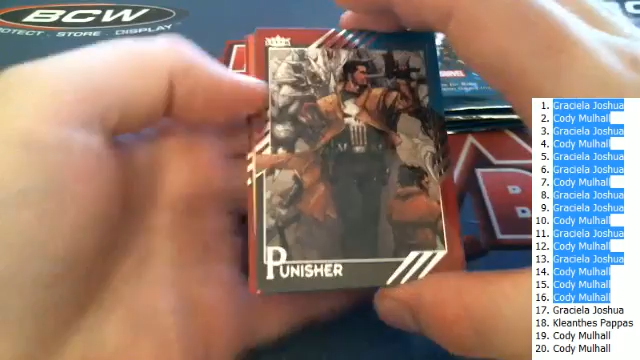 BCW
PROTECT - STORE - DISPLAY
MARVEL
PUNISHER
1. Graciela Joshua
2. Cody Mulhall
3. Graciela Joshua
4. Cody Mulhall
5. Graciela Joshua
6. Graciela Joshua
7. Cody Mulhall
8. Graciela Joshua
9. Graciela Joshua
10. Cody Mulhall
11. Graciela Joshua
12. Cody Mulhall
13. Graciela Joshua
14. Cody Mulhall
15. Cody Mulhall
16. Cody Mulhall
17. Graciela Joshua
18. Kleanthes Pappas
19. Cody Mulhall
20. Cody Mulhall